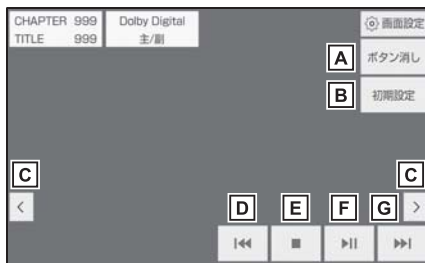 CHAPTER 999
TITLE 999
Dolby Digital
主/副
画面設定
A
ボタン消し
B
初期設定
C
C
<
>
D
E
F
G